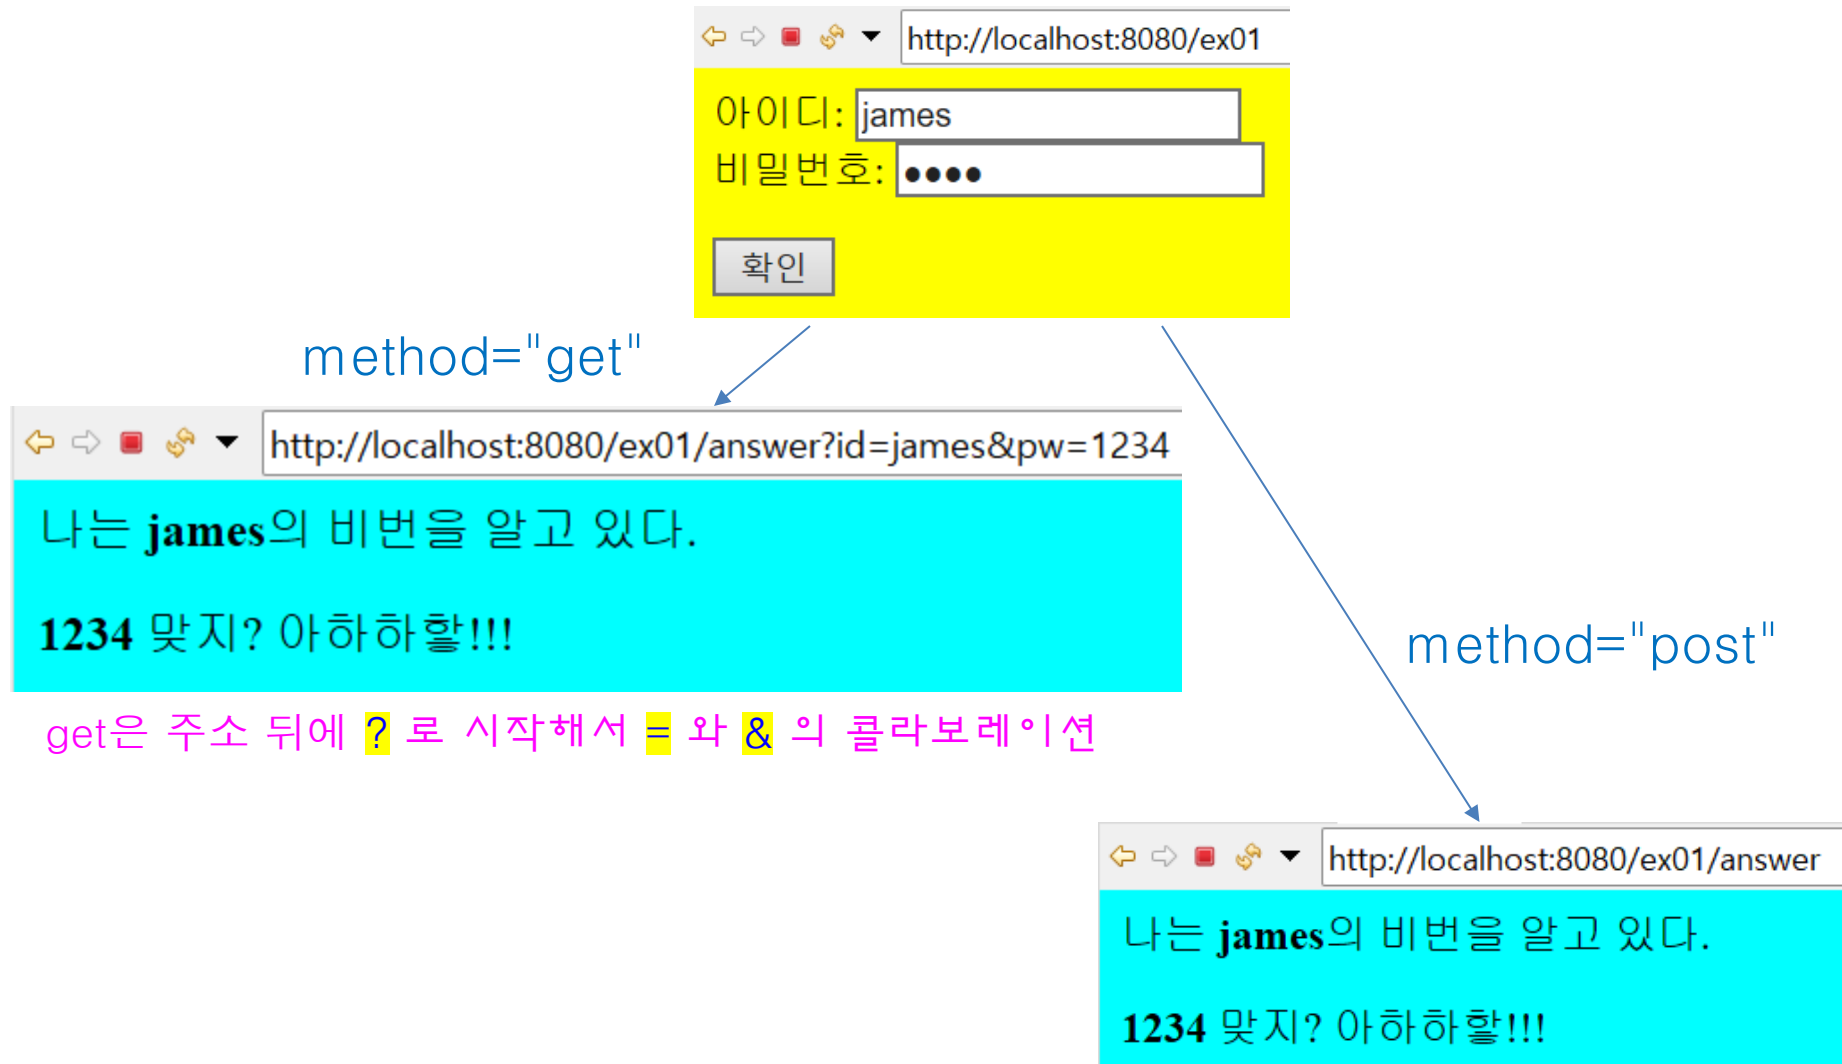 http://localhost:8080/ex01
아이디: james
비밀번호: ●●●●
확인
method="get"
http://localhost:8080/ex01/answer?id=james&pw=1234
나는 james의 비번을 알고 있다.
1234 맞지? 아하하핳!!!
get은 주소 뒤에 ? 로 시작해서 = 와 & 의 콜라보레이션
method="post"
http://localhost:8080/ex01/answer
나는 james의 비번을 알고 있다.
1234 맞지? 아하하핳!!!